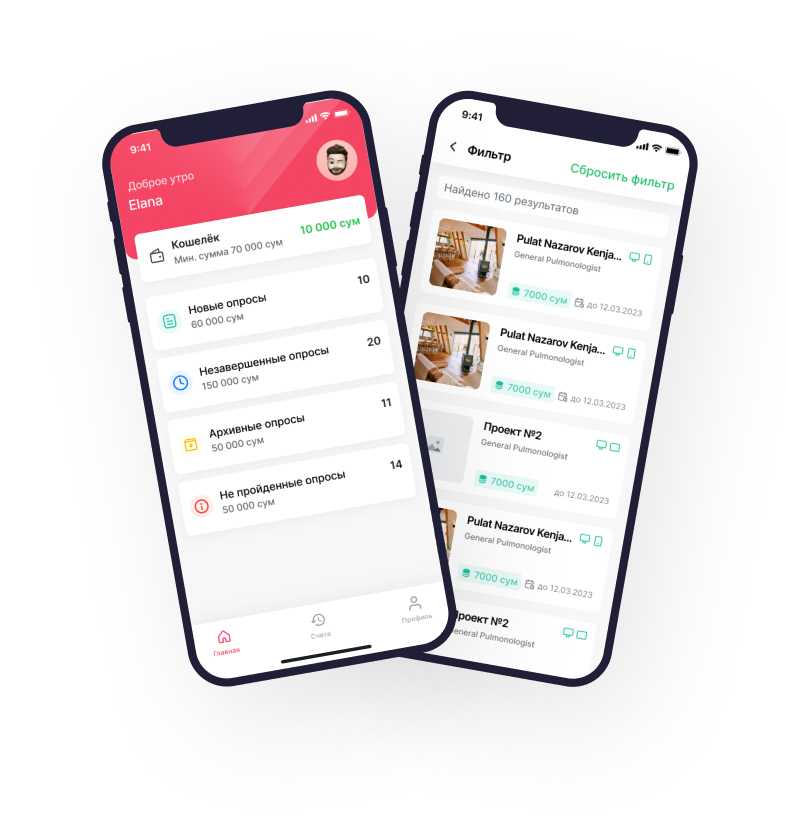 9:41
Доброе утро
Elana
Кошелёк
Мин. сумма 70 000 сум
10 000 сум
Новые опросы
60 000 сум
10
Незавершенные опросы
150 000 сум
20
Архивные опросы
50 000 сум
11
Не пройденные опросы
50 000 сум
14
Главная
Счета
Профиль
9:41
Фильтр
Сбросить фильтр
Найдено 160 результатов
Pulat Nazarov Kenja...
General Pulmonologist
7000 сум
до 12.03.2023
Pulat Nazarov Kenja...
General Pulmonologist
7000 сум
до 12.03.2023
Проект №2
General Pulmonologist
7000 сум
до 12.03.2023
Pulat Nazarov Kenja...
General Pulmonologist
7000 сум
до 12.03.2023
Проект №2
General Pulmonologist